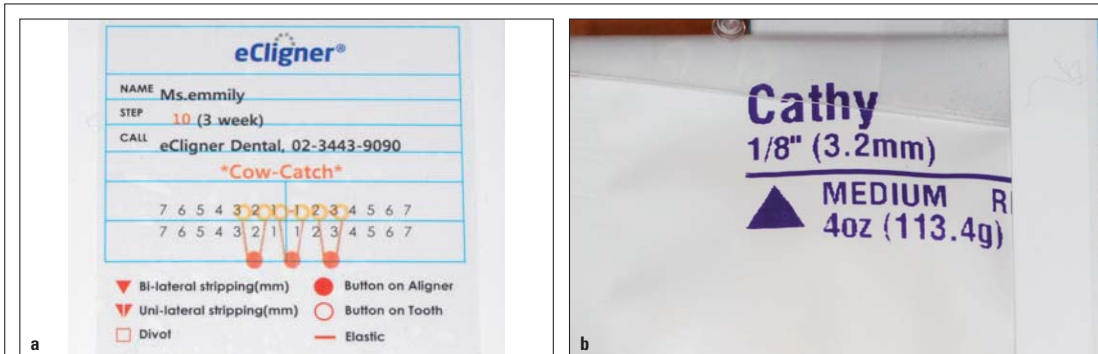 eCligner®
NAME Ms.emmily
STEP 10 (3 week)
CALL eCligner Dental, 02-3443-9090
*Cow-Catch*
7 6 5 4 3 2 1 1 2 3 4 5 6 7
7 6 5 4 3 2 1 1 2 3 4 5 6 7
Bi-lateral stripping(mm) Button on Aligner
Uni-lateral stripping(mm) Button on Tooth
Divot Elastic
a
Cathy
1/8" (3.2mm)
MEDIUM
4oz (113.4g)
b